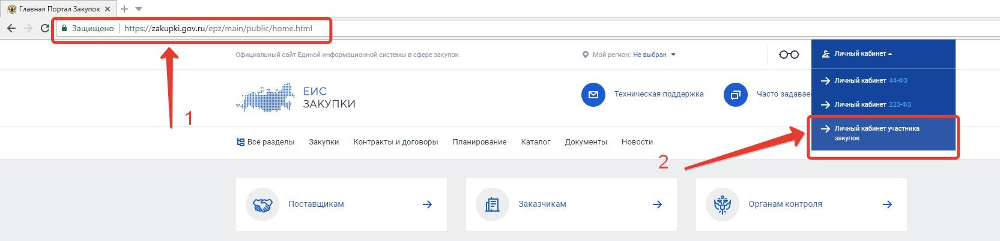 Главная Портал Закупок
Защищено https://zakupki.gov.ru/epz/main/public/home.html
Официальный сайт Единой информационной системы в сфере закупок
Мой регион: Не выбран
Личный кабинет
Личный кабинет 44-ФЗ
Личный кабинет 223-ФЗ
Личный кабинет участника
закупок
ЕИС
ЗАКУПКИ
Техническая поддержка
Часто задавае
1
Все разделы Закупки Контракты и договоры Планирование Каталог Документы Новости
2
Поставщикам
Заказчикам
Органам контроля